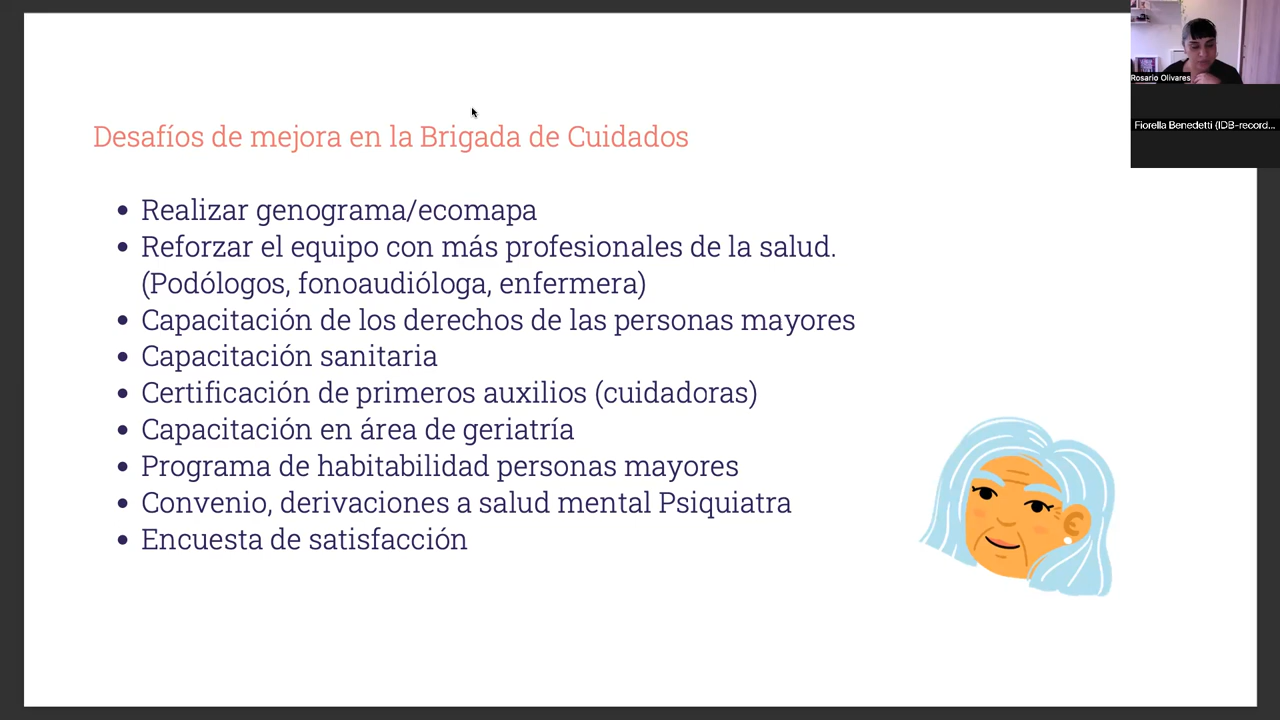 Desafíos de mejora en la Brigada de Cuidados
• Realizar genograma/ecomapa
• Reforzar el equipo con más profesionales de la salud.
(Podólogos, fonoaudióloga, enfermera)
• Capacitación de los derechos de las personas mayores
• Capacitación sanitaria
• Certificación de primeros auxilios (cuidadoras)
• Capacitación en área de geriatría
• Programa de habitabilidad personas mayores
• Convenio, derivaciones a salud mental Psiquiatra
• Encuesta de satisfacción
Rosario Olivares
Fiorella Benedetti (IDB-record...